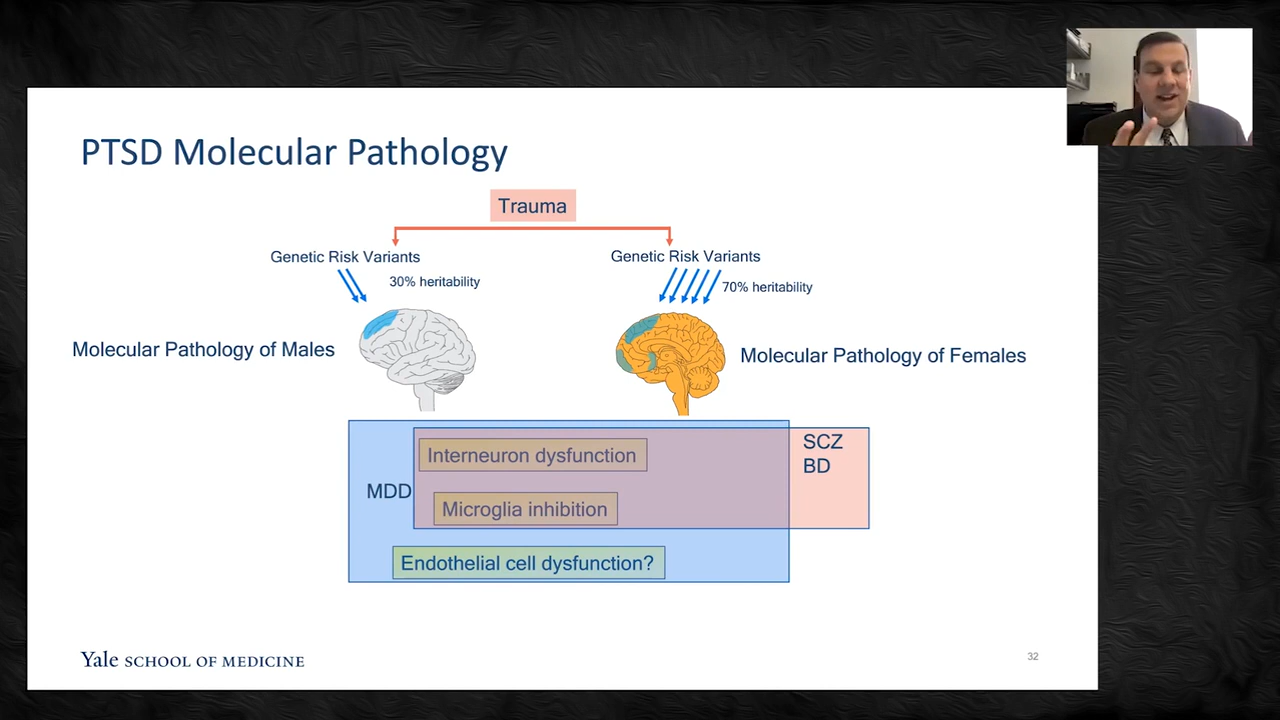 PTSD Molecular Pathology
Trauma
Genetic Risk Variants
30% heritability
Genetic Risk Variants
70% heritability
Molecular Pathology of Males
Molecular Pathology of Females
Interneuron dysfunction
SCZ
BD
MDD
Microglia inhibition
Endothelial cell dysfunction?
Yale SCHOOL OF MEDICINE
32